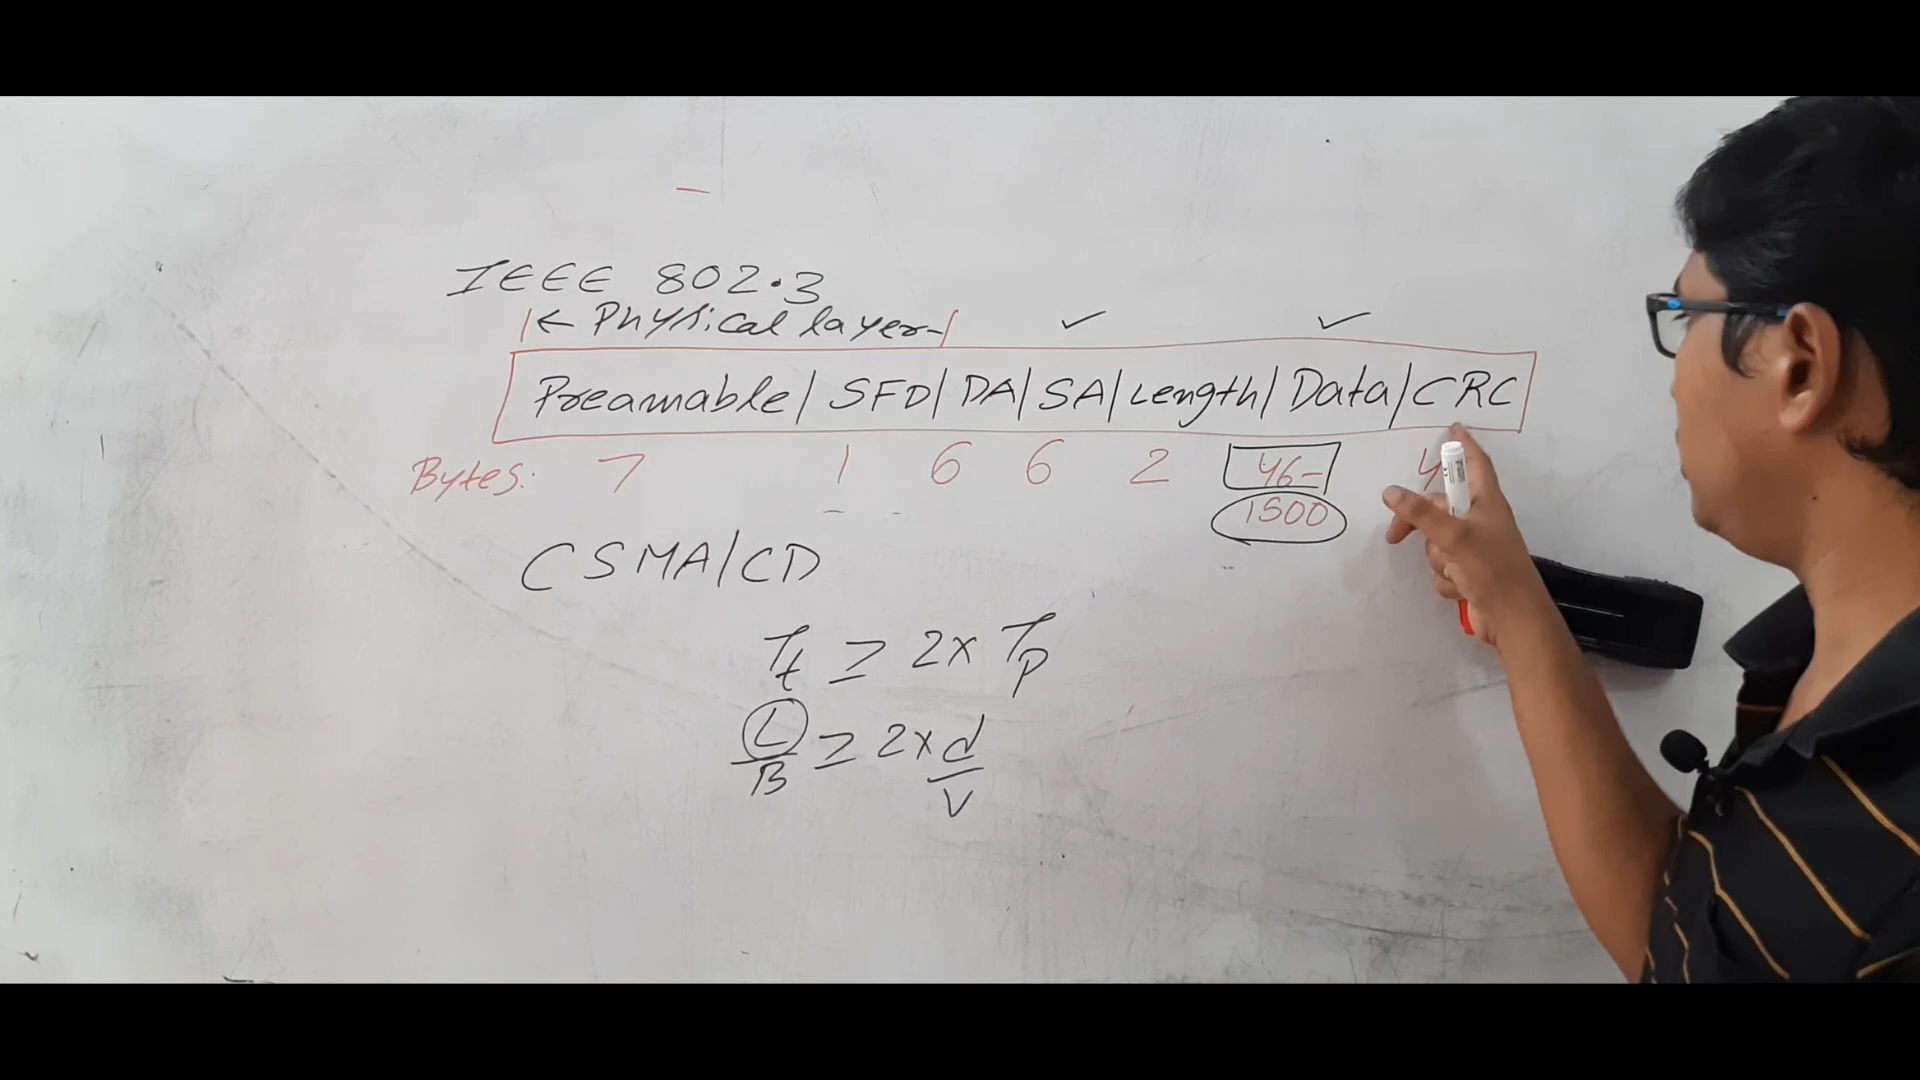 IEEE 802.3
|← Physical layer-|
Preamable | SFD | DA | SA | Length | Data | CRC
Bytes: 7 1 6 6 2 46- 4
1500
CSMA/CD
Tt ≥ 2x Tp
L/B ≥ 2x d/V